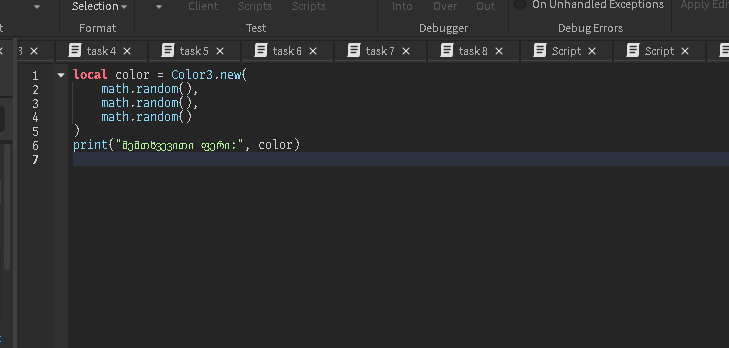 Selection
Client
Scripts
Scripts
Into
Over
Out
On Unhandled Exceptions
Apply Edi
t
Format
Test
Debugger
Debug Errors
3
task 4
task 5
task 6
task 7
task 8
Script
Script
1 local color = Color3.new(
2 math.random(),
3 math.random(),
4 math.random()
5 )
6 print("შემთხვევითი ფერი:", color)
7